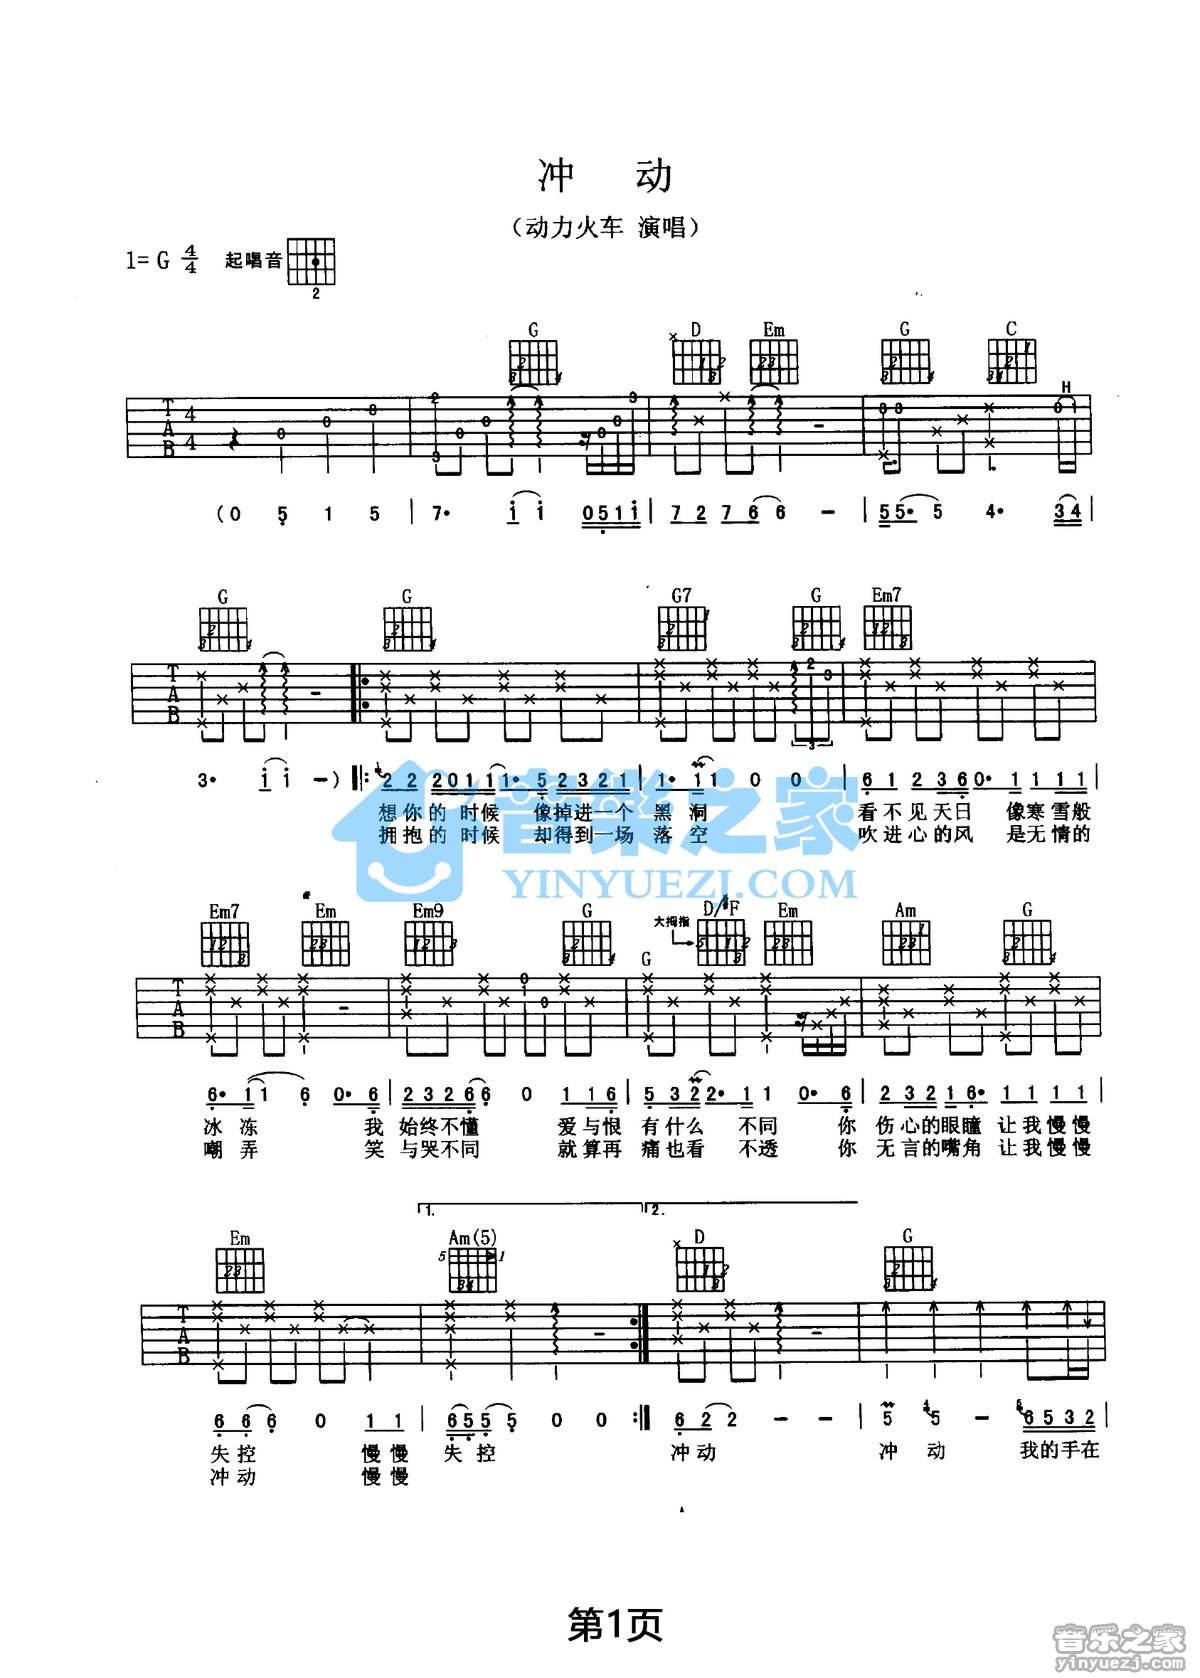 冲 动
（动力火车 演唱）
1= G 4/4 起唱音
2
G D Em G C
T A B 4 4 H
(0 5 1 5 | 7• i i 0 5 1 i | 7 2 7 6 6 – | 5 5• 5 4• 3 4 |
G G G7 G Em7
T A B 3
3• i i –) ‖: 2 2 2 0 1 1 1• 5 2 3 2 1 | 1• 1 1 0 0 | 6 1 2 3 6 0• 1 1 1 1 1 |
想你的 时候 像掉进一个 黑 洞 看不见天日 像寒雪般
拥抱的 时候 却得到一场 落 空 吹进心的风 是无情的
音樂之家
YINYUEZJ.COM
Em7 Em Em9 G 大拇指 D/#F Em Am G
G
T A B
6• 1 1 6 0• 6 | 2 3 2 6 6 0 1 1 6 | 5 3 2 2• 1 1 0• 6 | 2 3 2 1 6• 1 1 1 1 |
冰 冻 我 始终不懂 爱与恨 有什么 不同 你 伤心的眼瞳 让我慢慢
嘲 弄 笑 与哭不同 就算再 痛也看 不透 你 无言的嘴角 让我慢慢
1. 2.
Em Am(5) D G
5 1
T A B
6 6 6 0 1 1 | 6 5 5 5 0 0 :‖ 6 2 2 – – | 5 5 – 6 5 3 2
失控 慢慢 失 控 冲动 冲 动 我的手在
冲动 慢慢
第1页
音乐之家
yinyuezj.com